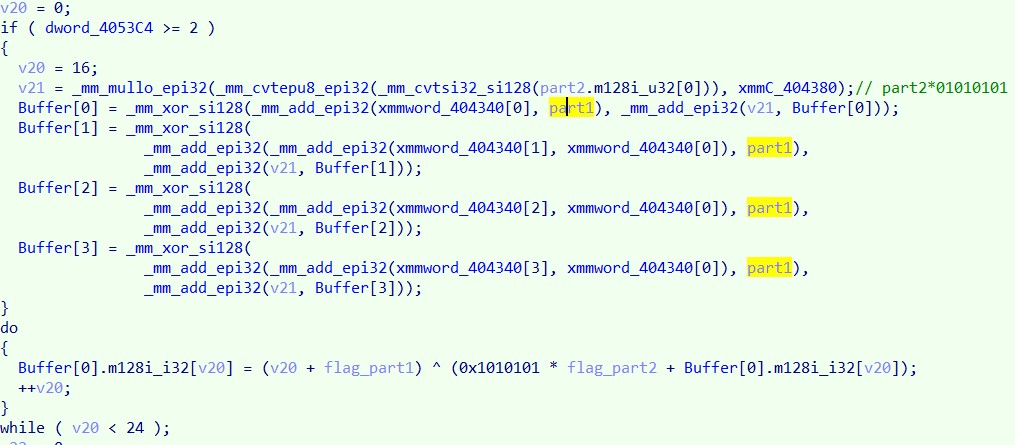 v20 = 0;
if ( dword_4053C4 >= 2 )
{
v20 = 16;
v21 = _mm_mullo_epi32(_mm_cvtepu8_epi32(_mm_cvtsi32_si128(part2.m128i_u32[0])), xmmC_404380);// part2*01010101
Buffer[0] = _mm_xor_si128(_mm_add_epi32(xmmword_404340[0], part1), _mm_add_epi32(v21, Buffer[0]));
Buffer[1] = _mm_xor_si128(
_mm_add_epi32(_mm_add_epi32(xmmword_404340[1], xmmword_404340[0]), part1),
_mm_add_epi32(v21, Buffer[1]));
Buffer[2] = _mm_xor_si128(
_mm_add_epi32(_mm_add_epi32(xmmword_404340[2], xmmword_404340[0]), part1),
_mm_add_epi32(v21, Buffer[2]));
Buffer[3] = _mm_xor_si128(
_mm_add_epi32(_mm_add_epi32(xmmword_404340[3], xmmword_404340[0]), part1),
_mm_add_epi32(v21, Buffer[3]));
}
do
{
Buffer[0].m128i_i32[v20] = (v20 + flag_part1) ^ (0x1010101 * flag_part2 + Buffer[0].m128i_i32[v20]);
++v20;
}
while ( v20 < 24 );